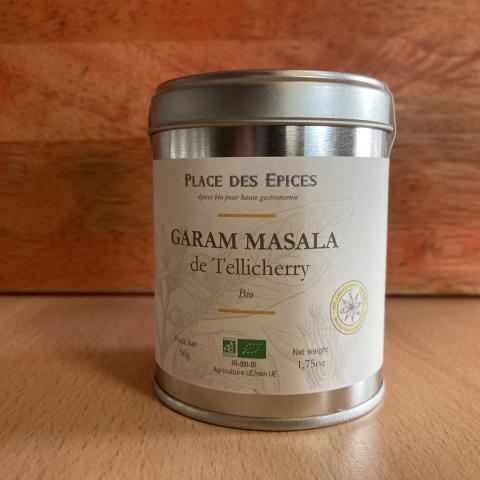 PLACE DES EPICES
épices bio pour haute gastronomie
GARAM MASALA
de Tellicherry
Bio
Poids Net
50g
AB
FR-BIO-01
Agriculture UE/non UE
Net weight
1,75oz